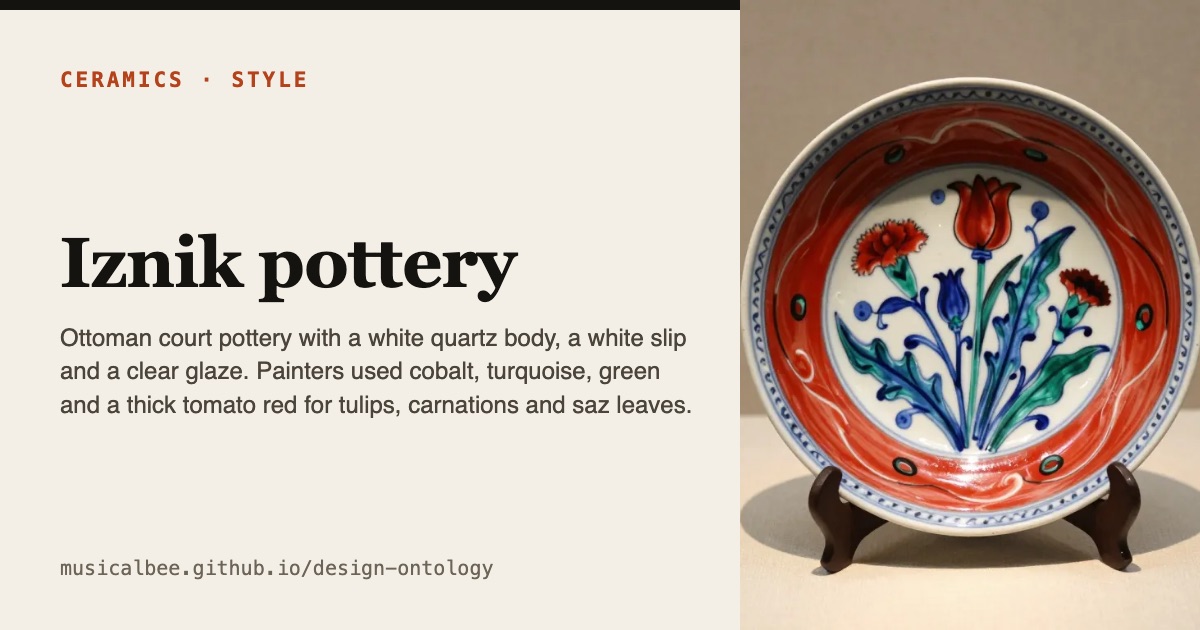 CERAMICS · STYLE
Iznik pottery
Ottoman court pottery with a white quartz body, a white slip
and a clear glaze. Painters used cobalt, turquoise, green
and a thick tomato red for tulips, carnations and saz leaves.
musicalbee.github.io/design-ontology